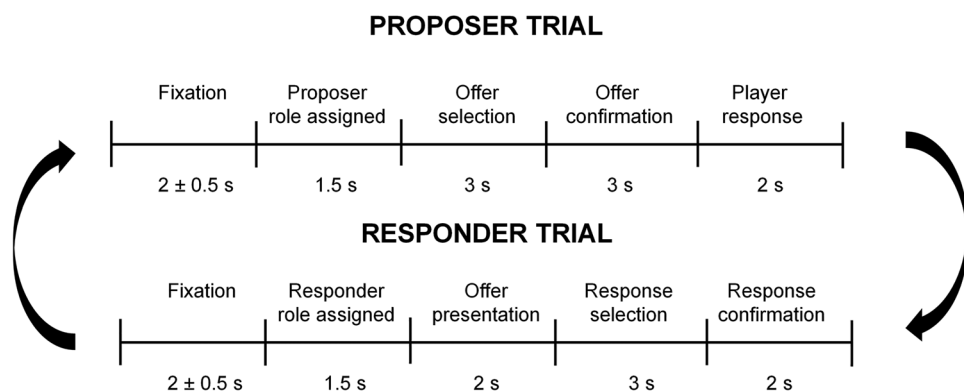 PROPOSER TRIAL
Fixation Proposer Offer Offer Player
role assigned selection confirmation response
2 ± 0.5 s 1.5 s 3 s 3 s 2 s
RESPONDER TRIAL
Fixation Responder Offer Response Response
role assigned presentation selection confirmation
2 ± 0.5 s 1.5 s 2 s 3 s 2 s